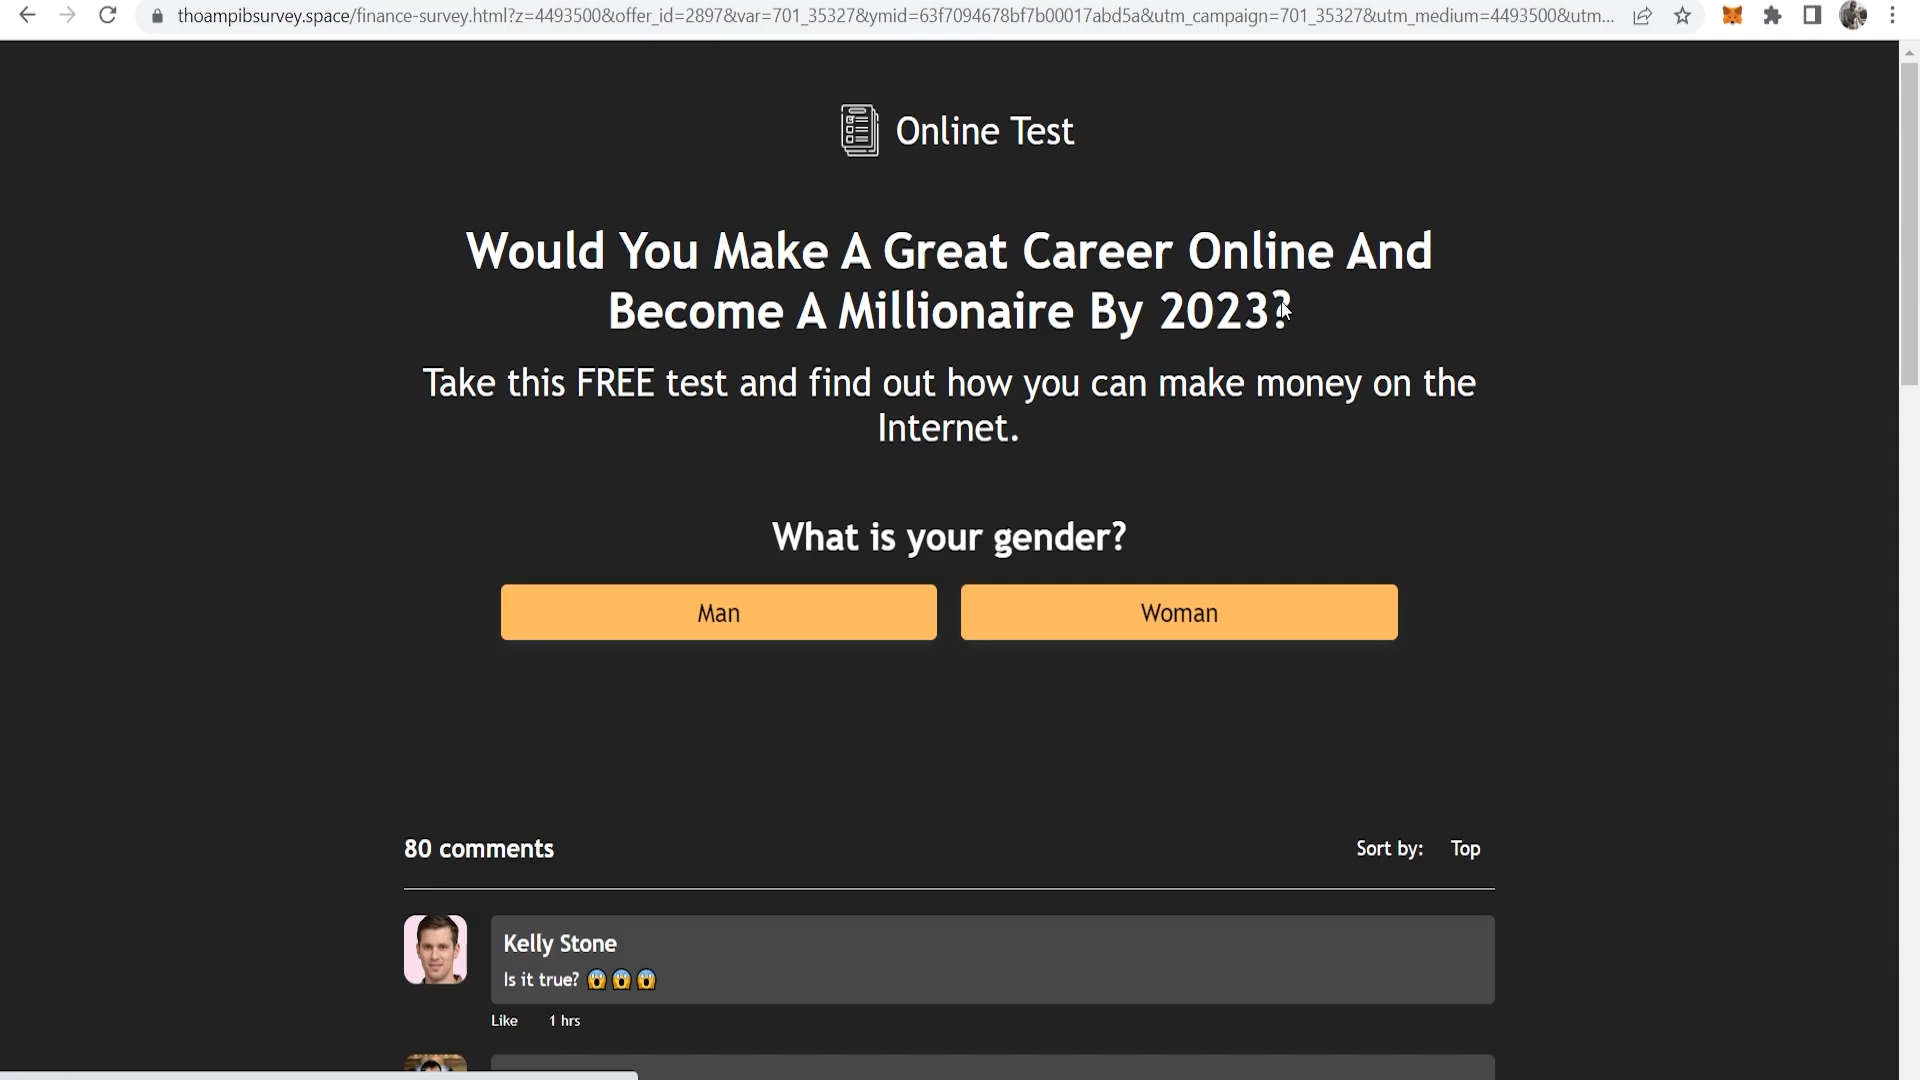 thoampibsurvey.space/finance-survey.html?z=4493500&offer_id=2897&var=701_35327&ymid=63f7094678bf7b00017abd5a&utm_campaign=701_35327&utm_medium=4493500&utm...
Online Test
Would You Make A Great Career Online And
Become A Millionaire By 2023?
Take this FREE test and find out how you can make money on the
Internet.
What is your gender?
Man Woman
80 comments Sort by: Top
Kelly Stone
Is it true? 😱 😱 😱
Like 1 hrs